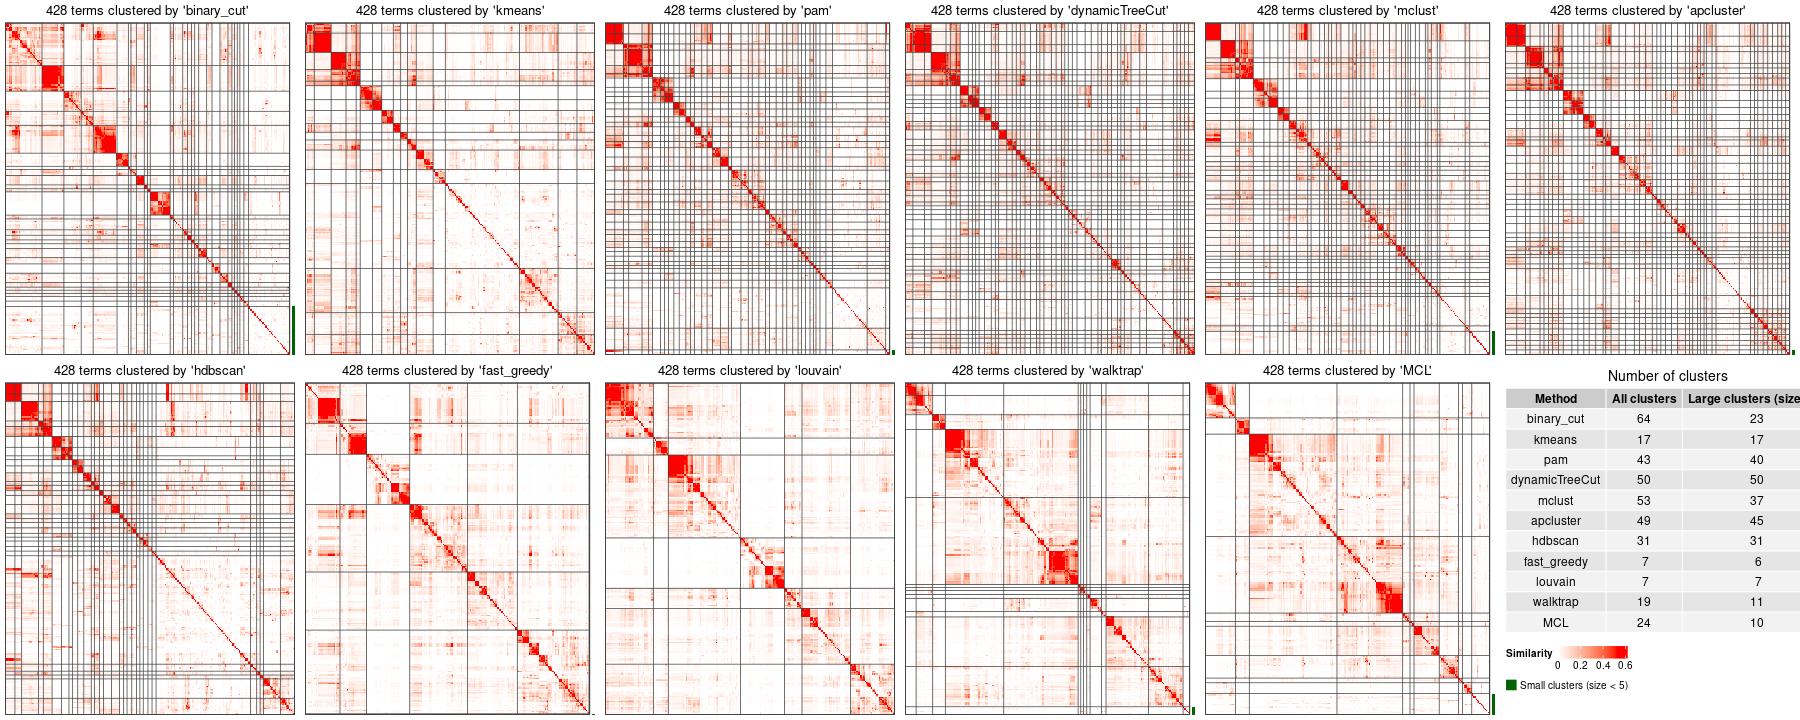 428 terms clustered by 'binary_cut'
428 terms clustered by 'kmeans'
428 terms clustered by 'pam'
428 terms clustered by 'dynamicTreeCut'
428 terms clustered by 'mclust'
428 terms clustered by 'apcluster'
428 terms clustered by 'hdbscan'
428 terms clustered by 'fast_greedy'
428 terms clustered by 'louvain'
428 terms clustered by 'walktrap'
428 terms clustered by 'MCL'
Number of clusters
Method All clusters Large clusters (size
binary_cut 64 23
kmeans 17 17
pam 43 40
dynamicTreeCut 50 50
mclust 53 37
apcluster 49 45
hdbscan 31 31
fast_greedy 7 6
louvain 7 7
walktrap 19 11
MCL 24 10
Similarity
0 0.2 0.4 0.6
Small clusters (size < 5)